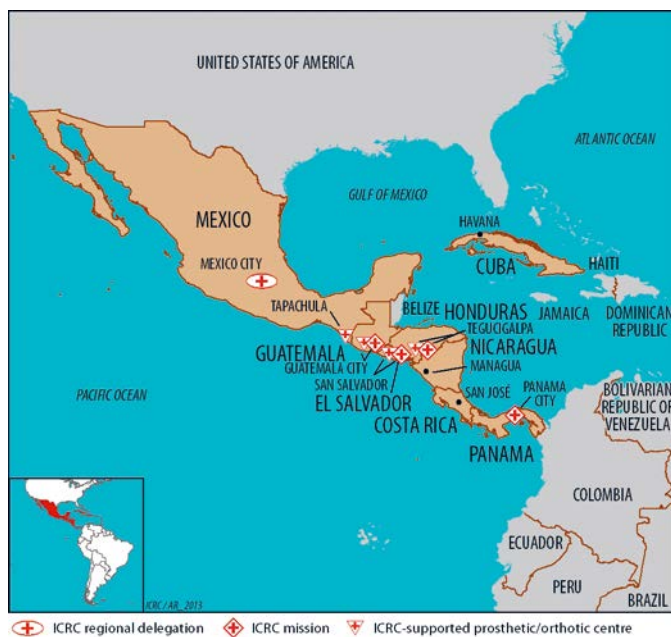 UNITED STATES OF AMERICA
ATLANTIC OCEAN
GULF OF MEXICO
MEXICO
HAVANA
MEXICO CITY
CUBA
HAITI
TAPACHULA
BELIZE
HONDURAS
JAMAICA
DOMINICAN
REPUBLIC
TEGUCIGALPA
GUATEMALA
NICARAGUA
GUATEMALA CITY
MANAGUA
SAN SALVADOR
EL SALVADOR
SAN JOSÉ
PANAMA
CITY
PACIFIC OCEAN
COSTA RICA
BOLIVARIAN
REPUBLIC OF
VENEZUELA
PANAMA
COLOMBIA
ECUADOR
PERU
BRAZIL
ICRC / AR_2013
ICRC regional delegation
ICRC mission
ICRC-supported prosthetic/orthotic centre